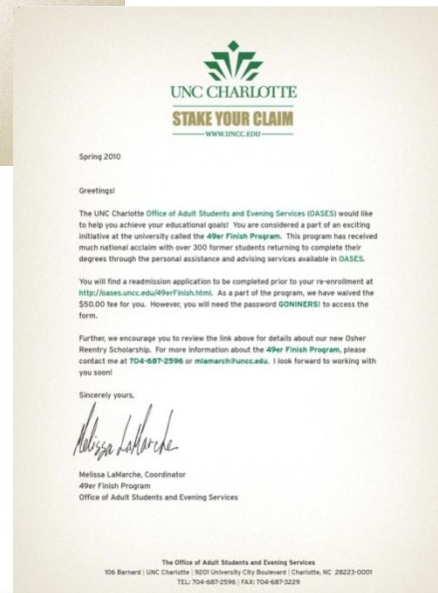 UNC CHARLOTTE
STAKE YOUR CLAIM
WWW.UNCC.EDU
Spring 2010
Greetings!
The UNC Charlotte Office of Adult Students and Evening Services (OASES) would like
to help you achieve your educational goals! You are considered a part of an exciting
initiative at the university called the 49er Finish Program. This program has received
much national acclaim with over 300 former students returning to complete their
degrees through the personal assistance and advising services available in OASES.
You will find a readmission application to be completed prior to your re-enrollment at
http://oases.uncc.edu/49erFinish.html. As a part of the program, we have waived the
$50.00 fee for you. However, you will need the password GONINERS! to access the
form.
Further, we encourage you to review the link above for details about our new Osher
Reentry Scholarship. For more information about the 49er Finish Program, please
contact me at 704-687-2596 or mlamarch@uncc.edu. I look forward to working with
you soon!
Sincerely yours,
Melissa LaMarche
Melissa LaMarche, Coordinator
49er Finish Program
Office of Adult Students and Evening Services
The Office of Adult Students and Evening Services
106 Barnard | UNC Charlotte | 9201 University City Boulevard | Charlotte, NC 28223-0001
TEL: 704-687-2596 | FAX: 704-687-3229